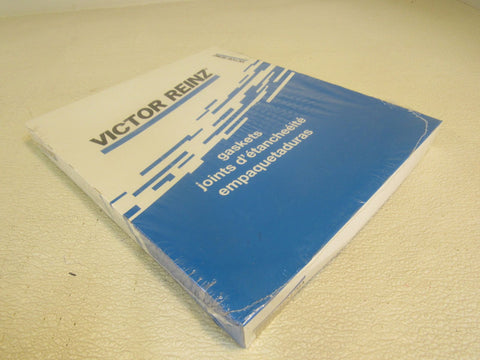 VICTOR REINZ
gaskets
joints d'étanchéité
empaquetaduras